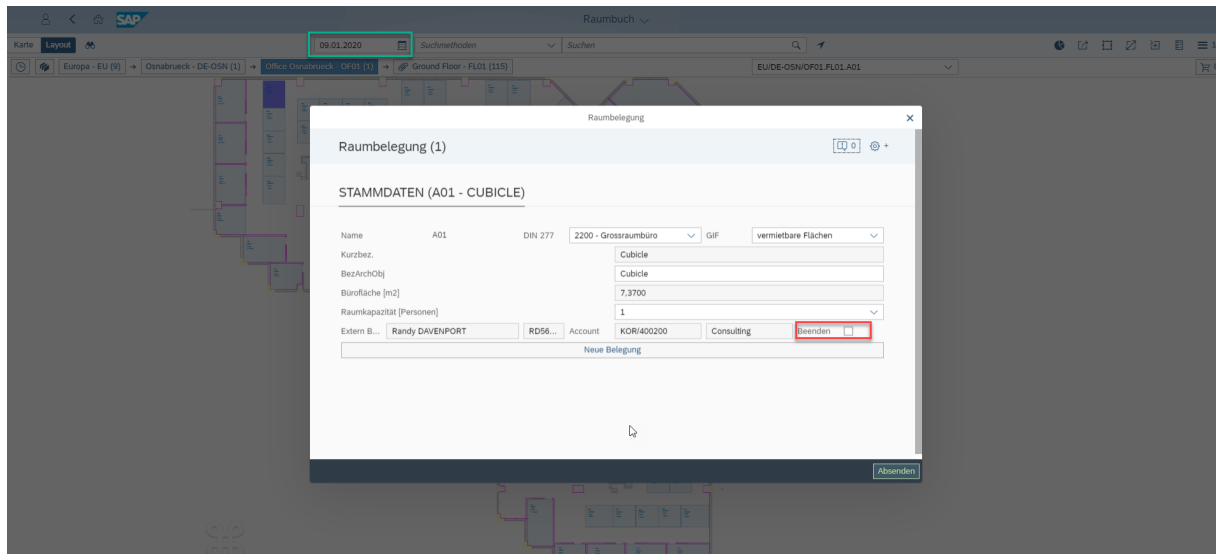 SAP Raumbuch
Karte Layout 09.01.2020 Suchmethoden Suchen
Europa - EU (9) → Osnabrueck - DE-OSN (1) → Office Osnabrueck - OF01 (1) → Ground Floor - FL01 (115) EU/DE-OSN/OF01.FL01.A01
Raumbelegung
Raumbelegung (1) 0 +
STAMMDATEN (A01 - CUBICLE)
Name A01 DIN 277 2200 - Grossraumbüro GIF vermietbare Flächen
Kurzbez. Cubicle
BezArchObj Cubicle
Bürofläche [m2] 7,3700
Raumkapazität [Personen] 1
Extern B... Randy DAVENPORT RD56... Account KOR/400200 Consulting Beenden
Neue Belegung
Absenden